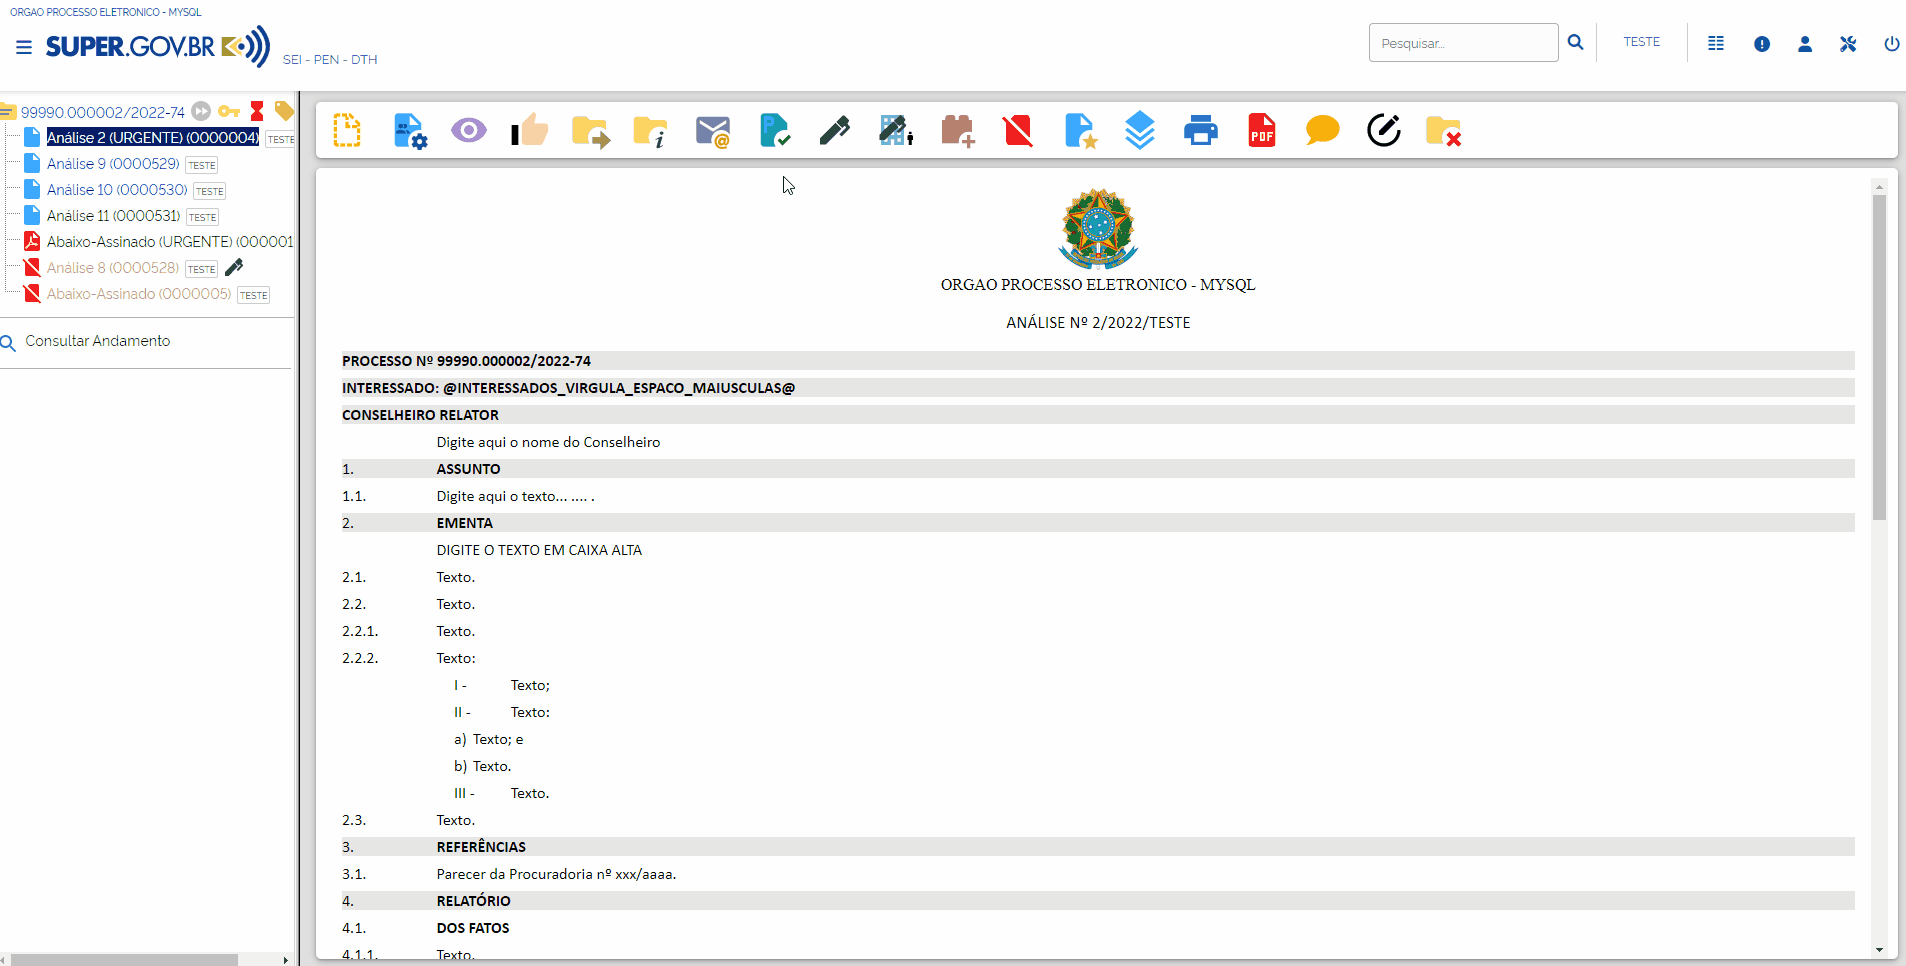 ORGAO PROCESSO ELETRONICO - MYSQL
SUPER.GOV.BR
SEI - PEN - DTH
Pesquisar...
TESTE
99990.000002/2022-74
Análise 2 (URGENTE) (0000004) TESTE
Análise 9 (0000529) TESTE
Análise 10 (0000530) TESTE
Análise 11 (0000531) TESTE
Abaixo-Assinado (URGENTE) (000001
Análise 8 (0000528) TESTE
Abaixo-Assinado (0000005) TESTE
Consultar Andamento
P
i
@
PDF
ORGAO PROCESSO ELETRONICO - MYSQL
ANÁLISE Nº 2/2022/TESTE
PROCESSO Nº 99990.000002/2022-74
INTERESSADO: @INTERESSADOS_VIRGULA_ESPACO_MAIUSCULAS@
CONSELHEIRO RELATOR
Digite aqui o nome do Conselheiro
1. ASSUNTO
1.1. Digite aqui o texto... .... .
2. EMENTA
DIGITE O TEXTO EM CAIXA ALTA
2.1. Texto.
2.2. Texto.
2.2.1. Texto.
2.2.2. Texto:
I - Texto;
II - Texto:
a) Texto; e
b) Texto.
III - Texto.
2.3. Texto.
3. REFERÊNCIAS
3.1. Parecer da Procuradoria nº xxx/aaaa.
4. RELATÓRIO
4.1. DOS FATOS
4.1.1. Texto.